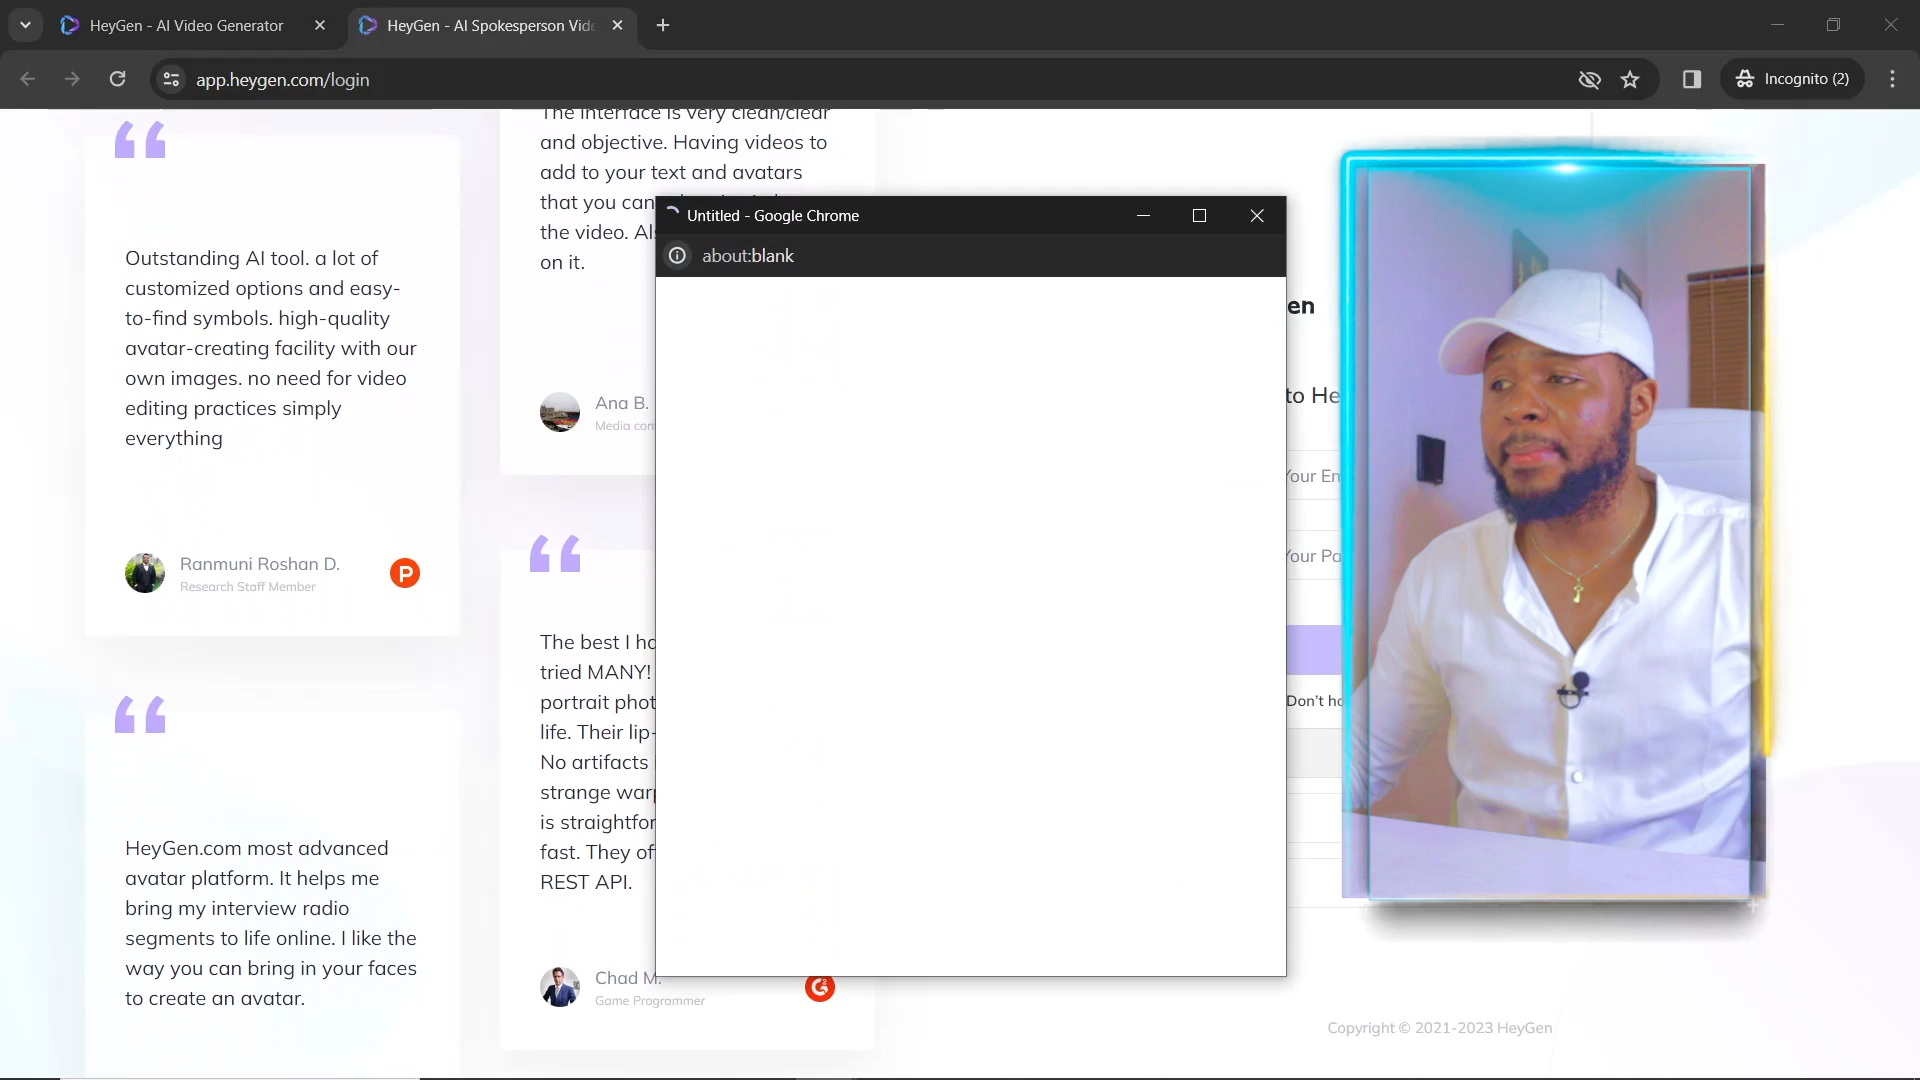 HeyGen - AI Video Generator
HeyGen - AI Spokesperson Vide
app.heygen.com/login
Incognito (2)
Outstanding AI tool. a lot of
customized options and easy-
to-find symbols. high-quality
avatar-creating facility with our
own images. no need for video
editing practices simply
everything
Ranmuni Roshan D.
Research Staff Member
HeyGen.com most advanced
avatar platform. It helps me
bring my interview radio
segments to life online. I like the
way you can bring in your faces
to create an avatar.
The interface is very clean/clear
and objective. Having videos to
add to your text and avatars
that you can
the video. Als
on it.
Ana B.
Media con
The best I ha
tried MANY!
portrait phot
life. Their lip-
No artifacts
strange warp
is straightfor
fast. They of
REST API.
Chad M.
Game Programmer
Untitled - Google Chrome
about:blank
en
to He
Your En
Your Pa
Don't ha
Copyright © 2021-2023 HeyGen